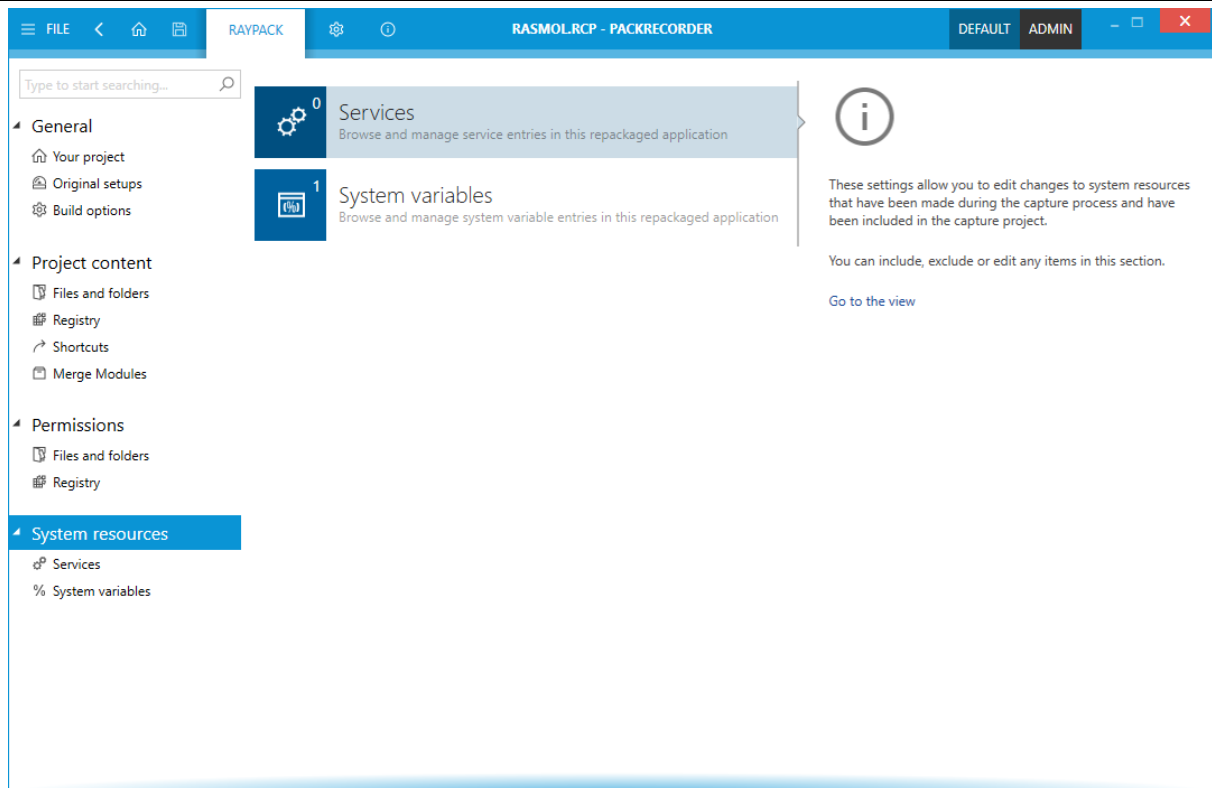 FILE
RAYPACK
RASMOL.RCP - PACKRECORDER
DEFAULT
ADMIN
Type to start searching...
General
Your project
Original setups
Build options
Project content
Files and folders
Registry
Shortcuts
Merge Modules
Permissions
Files and folders
Registry
System resources
Services
% System variables
0
Services
Browse and manage service entries in this repackaged application
1
(%)
System variables
Browse and manage system variable entries in this repackaged application
i
These settings allow you to edit changes to system resources
that have been made during the capture process and have
been included in the capture project.
You can include, exclude or edit any items in this section.
Go to the view